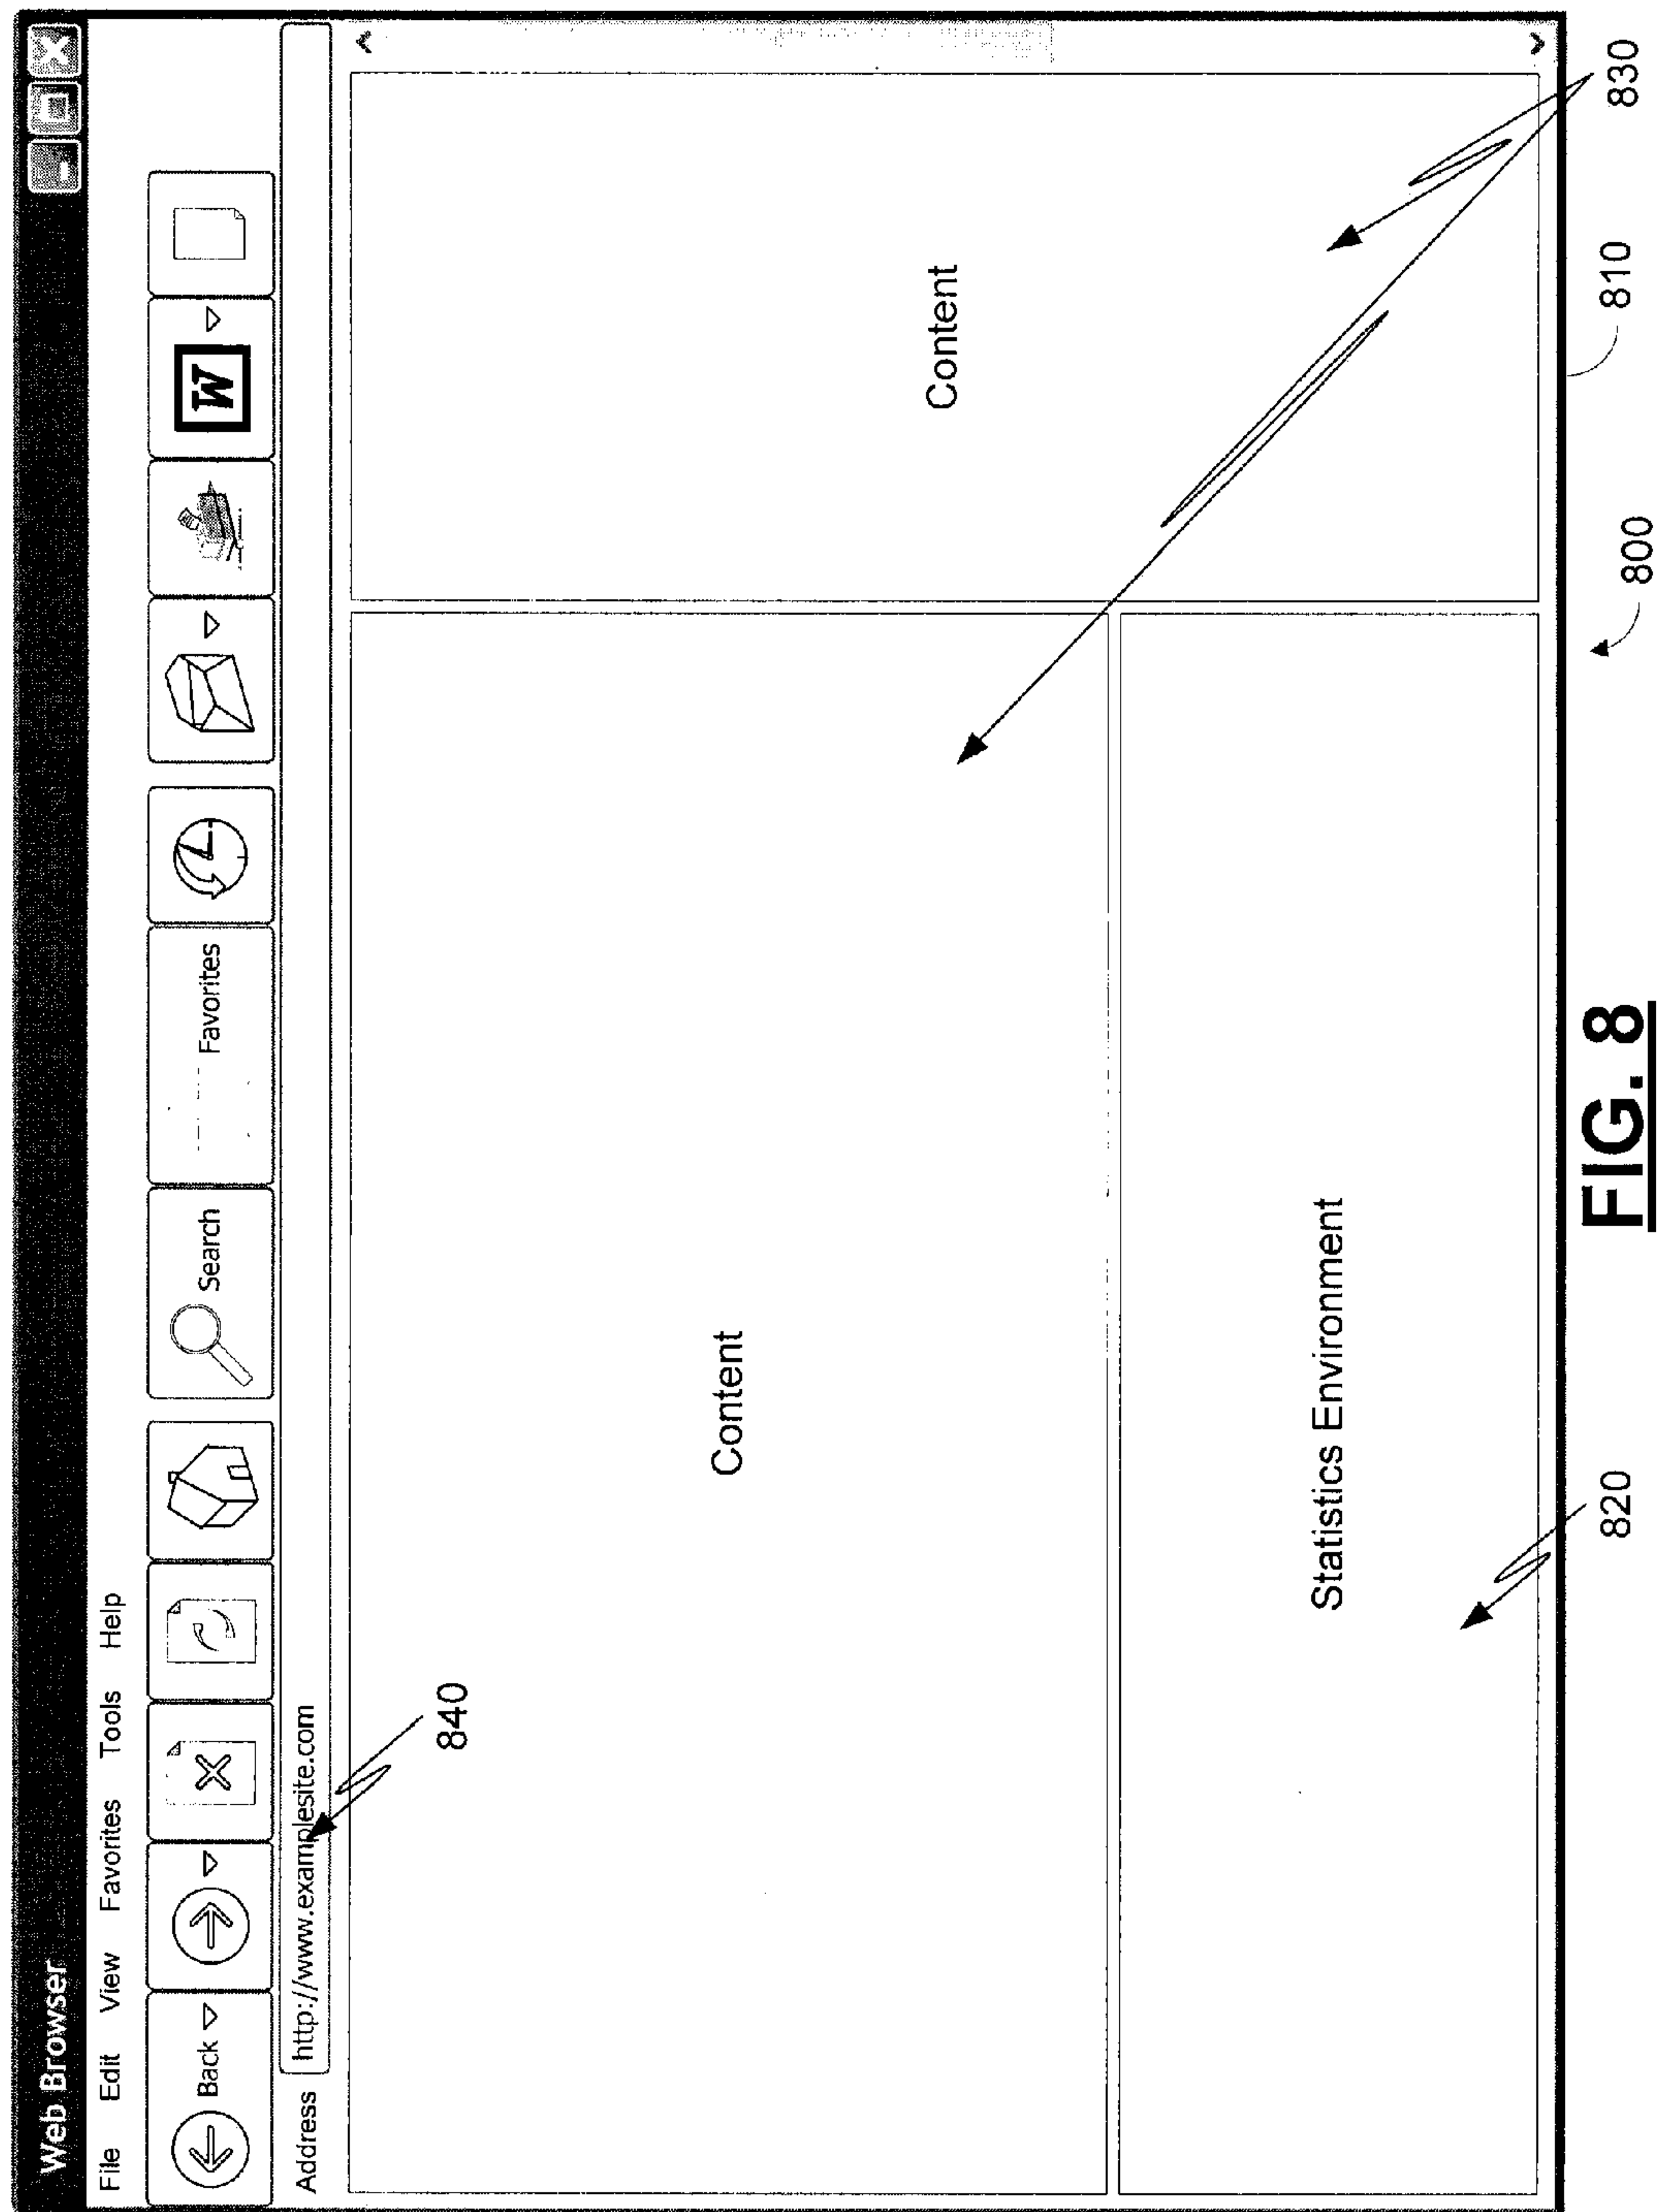 Web Browser
File Edit View Favorites Tools Help
Back Search Favorites W
Address http://www.examplesite.com
840
Content
Content
Statistics Environment
820
800
810
830
FIG. 8